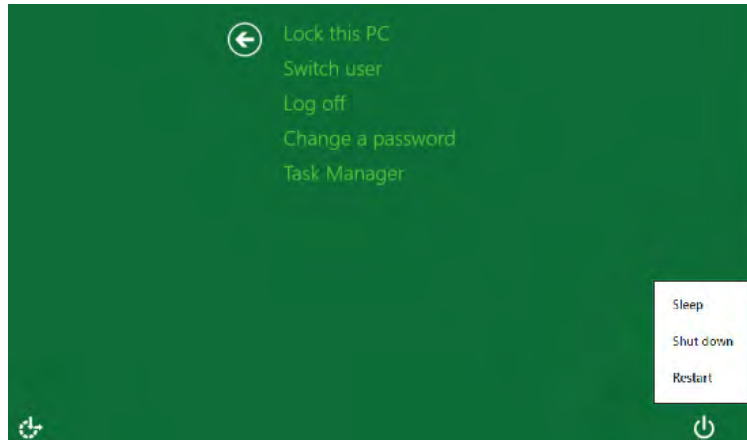 Lock this PC
Switch user
Log off
Change a password
Task Manager
Sleep
Shut down
Restart